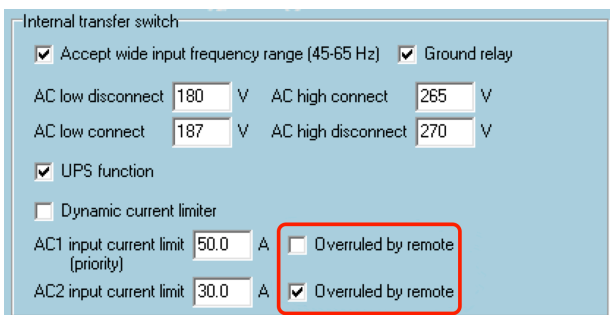 Internal transfer switch
Accept wide input frequency range (45-65 Hz) Ground relay
AC low disconnect 180 V AC high connect 265 V
AC low connect 187 V AC high disconnect 270 V
UPS function
Dynamic current limiter
AC1 input current limit 50.0 A Overruled by remote
(priority)
AC2 input current limit 30.0 A Overruled by remote